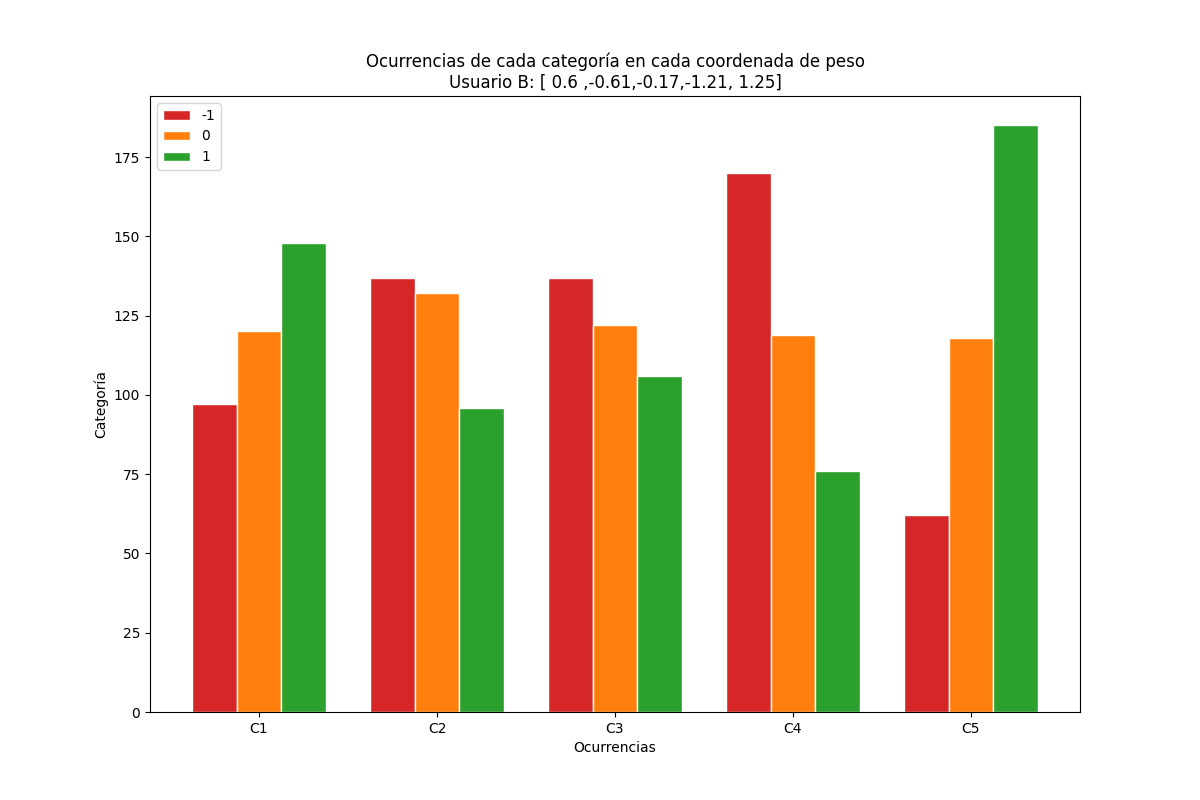 Ocurrencias de cada categoría en cada coordenada de peso
Usuario B: [ 0.6 ,-0.61,-0.17,-1.21, 1.25]
-1
0
1
175
150
125
100
75
50
25
0
Categoría
C1 C2 C3 C4 C5
Ocurrencias